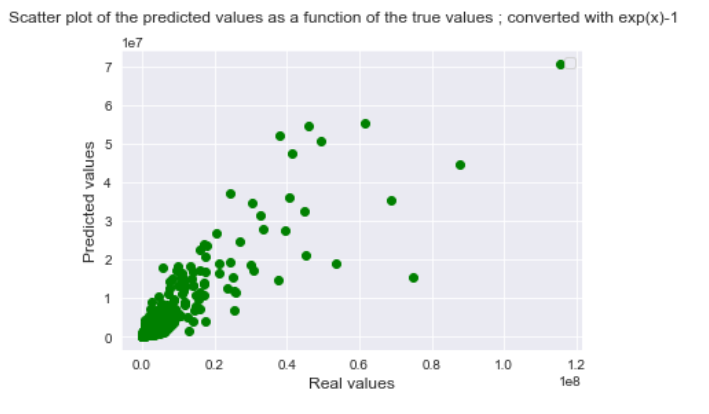 Scatter plot of the predicted values as a function of the true values ; converted with exp(x)-1
1e7
7
6
5
4
3
2
1
0
Predicted values
0.0 0.2 0.4 0.6 0.8 1.0 1.2
Real values
1e8